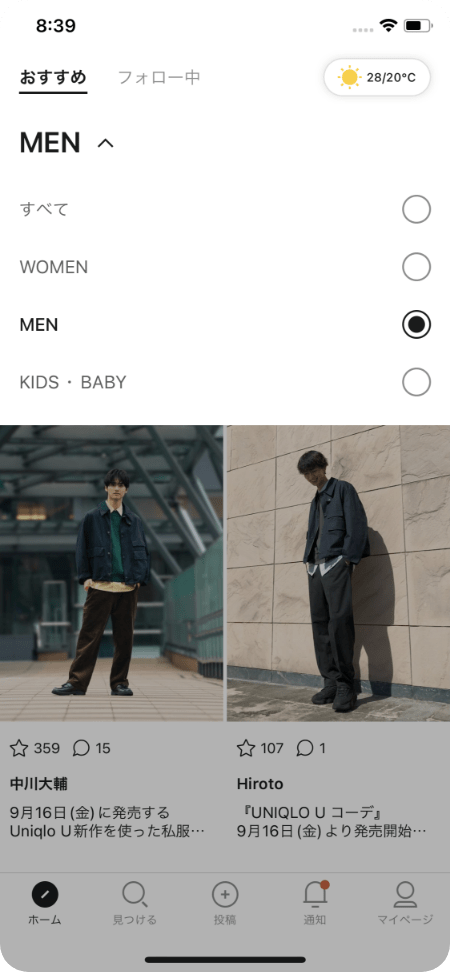 8:39
おすすめ
フォロー中
28/20°C
MEN
すべて
WOMEN
MEN
KIDS・BABY
359
15
107
1
中川大輔
Hiroto
9月16日(金)に発売する
Uniqlo U新作を使った私服…
『UNIQLO U コーデ』
9月16日(金)より発売開始…
ホーム
見つける
投稿
通知
マイページ